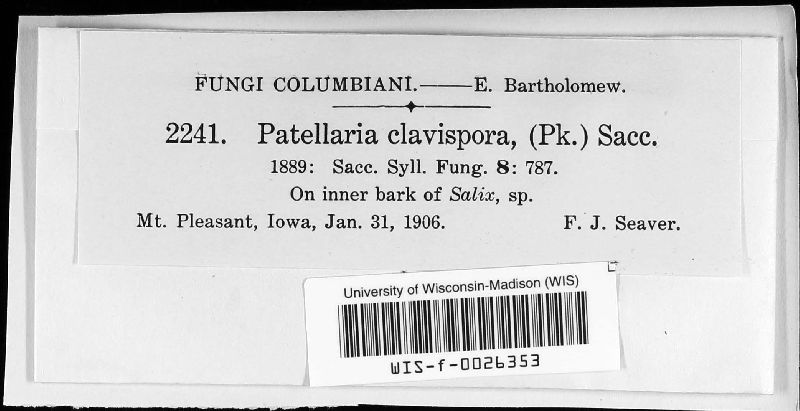 FUNGI COLUMBIANI.——E. Bartholomew.
2241. Patellaria clavispora, (Pk.) Sacc.
1889: Sacc. Syll. Fung. 8: 787.
On inner bark of Salix, sp.
Mt. Pleasant, Iowa, Jan. 31, 1906. F. J. Seaver.
University of Wisconsin-Madison (WIS)
WIS-f-0026353